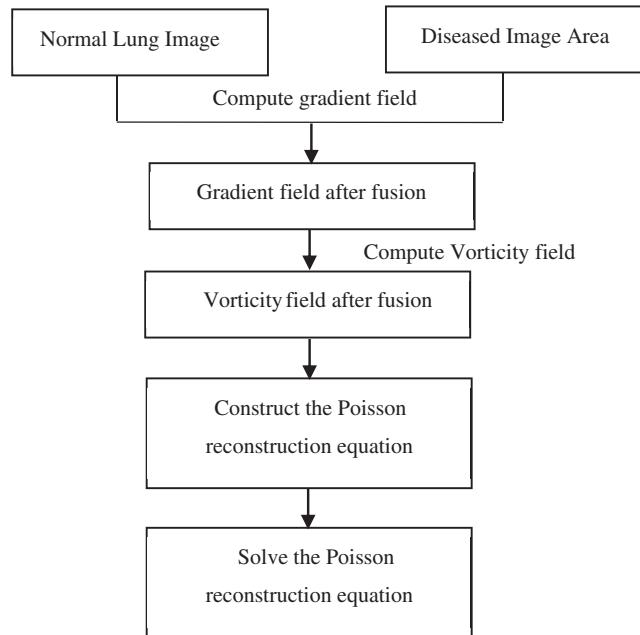 Normal Lung Image
Diseased Image Area
Compute gradient field
Gradient field after fusion
Compute Vorticity field
Vorticity field after fusion
Construct the Poisson
reconstruction equation
Solve the Poisson
reconstruction equation